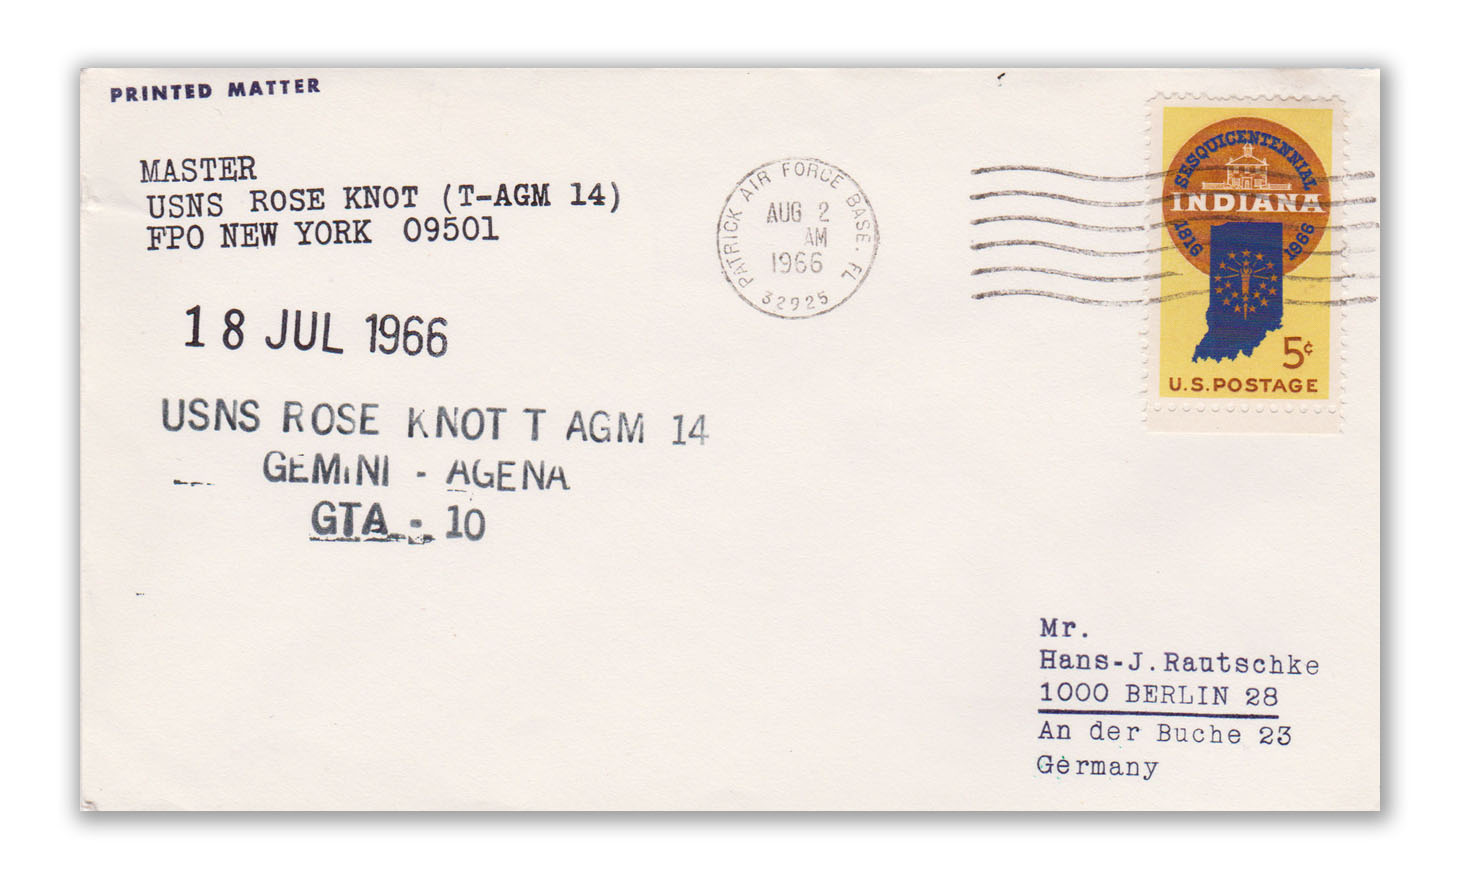 PRINTED MATTER
MASTER
USNS ROSE KNOT (T-AGM 14)
FPO NEW YORK 09501
18 JUL 1966
USNS ROSE KNOT T AGM 14
GEMINI - AGENA
GTA - 10
PATRICK AIR FORCE BASE, FL
AUG 2
AM
1966
32925
SESQUICENTENNIAL
INDIANA
1816 1966
5¢
U.S. POSTAGE
Mr.
Hans-J.Rautschke
1000 BERLIN 28
An der Buche 23
Germany